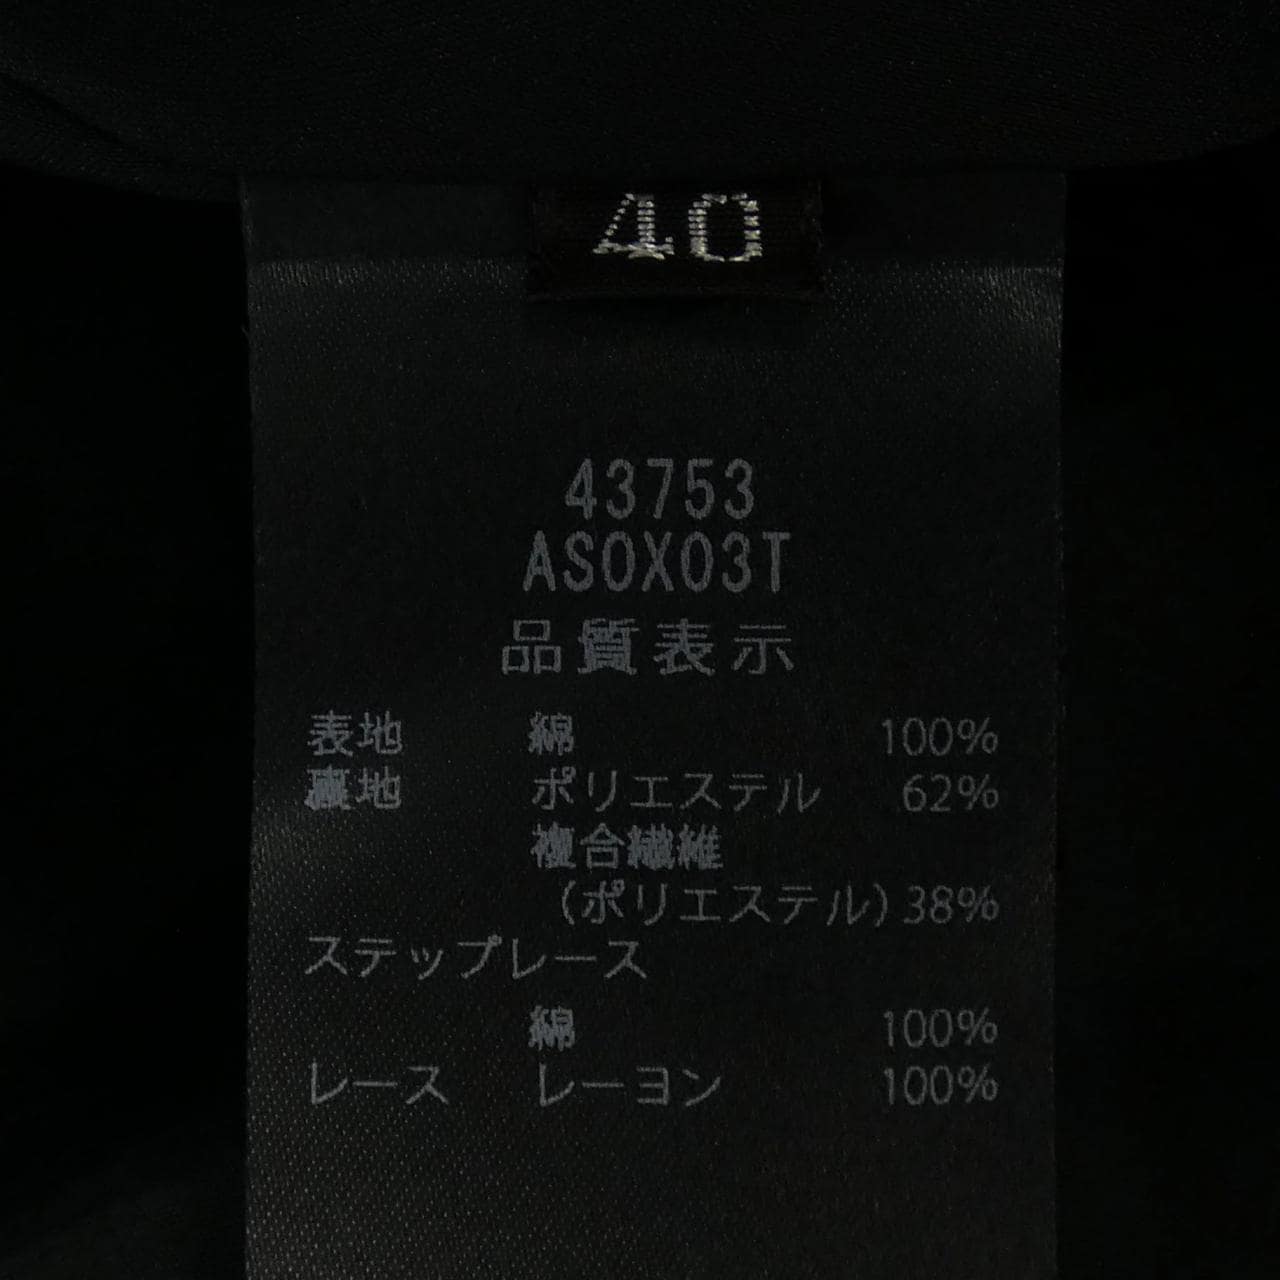 40
43753
ASOX03T
品質表示
表地 綿 100%
裏地 ポリエステル 62%
複合繊維
(ポリエステル) 38%
ステップレース
綿 100%
レース レーヨン 100%